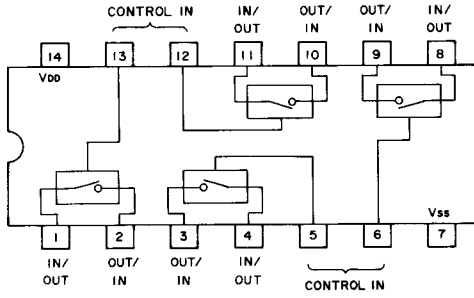 CONTROL IN
IN/ OUT/ OUT/ IN/
OUT IN IN OUT
14 13 12 11 10 9 8
VDD
VSS
1 2 3 4 5 6 7
IN/ OUT/ OUT/ IN/
OUT IN IN OUT
CONTROL IN